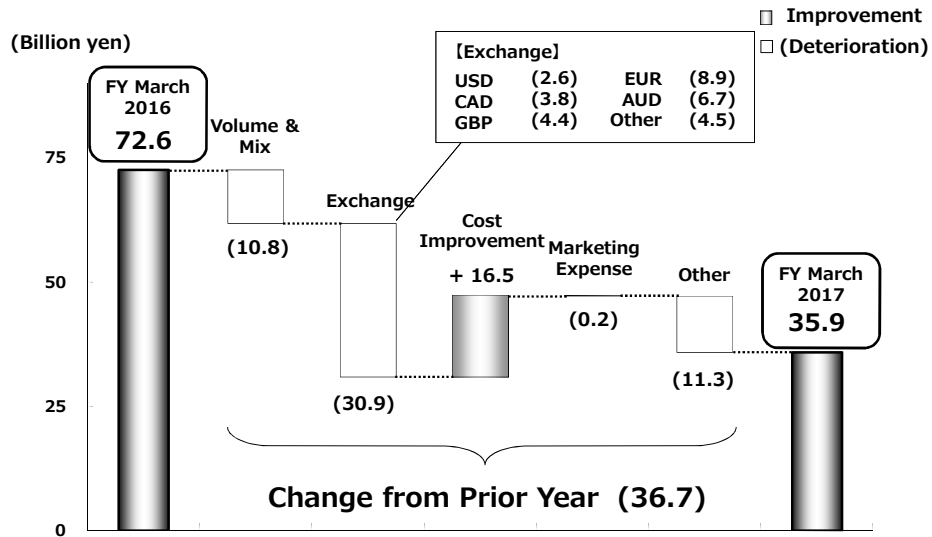 Improvement
(Deterioration)
(Billion yen)
【Exchange】
USD (2.6) EUR (8.9)
CAD (3.8) AUD (6.7)
GBP (4.4) Other (4.5)
FY March
2016
72.6
Volume &
Mix
(10.8)
Exchange
(30.9)
Cost
Improvement
+ 16.5
Marketing
Expense
(0.2)
Other
(11.3)
FY March
2017
35.9
75
50
25
0
Change from Prior Year (36.7)